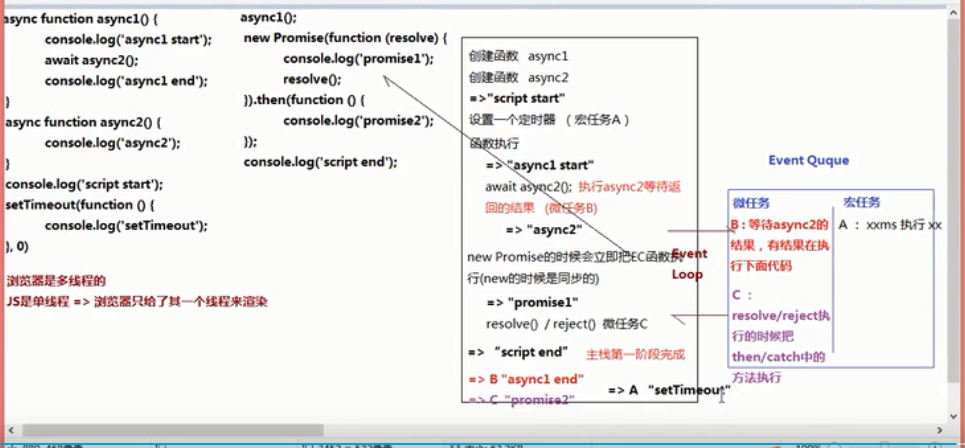 async function async1() {
console.log('async1 start');
await async2();
console.log('async1 end');
}
async function async2() {
console.log('async2');
}
console.log('script start');
setTimeout(function () {
console.log('setTimeout');
}, 0)
浏览器是多线程的
JS是单线程 => 浏览器只给了其一个线程来渲染
async1();
new Promise(function (resolve) {
console.log('promise1');
resolve();
}).then(function () {
console.log('promise2');
});
console.log('script end');
创建函数 async1
创建函数 async2
=>"script start"
设置一个定时器 （宏任务A）
函数执行
=> "async1 start"
await async2(); 执行async2等待返
回的结果 (微任务B)
=> "async2"
new Promise的时候会立即把EC函数执
行(new的时候是同步的)
=> "promise1"
resolve() / reject() 微任务C
=> "script end" 主栈第一阶段完成
=> B "async1 end"
=> C "promise2"
=> A "setTimeout"
Event
Loop
Event Quque
微任务
B：等待async2的
结果，有结果在执
行下面代码
C ：
resolve/reject执
行的时候把
then/catch中的
方法执行
宏任务
A ： xxms 执行 xx